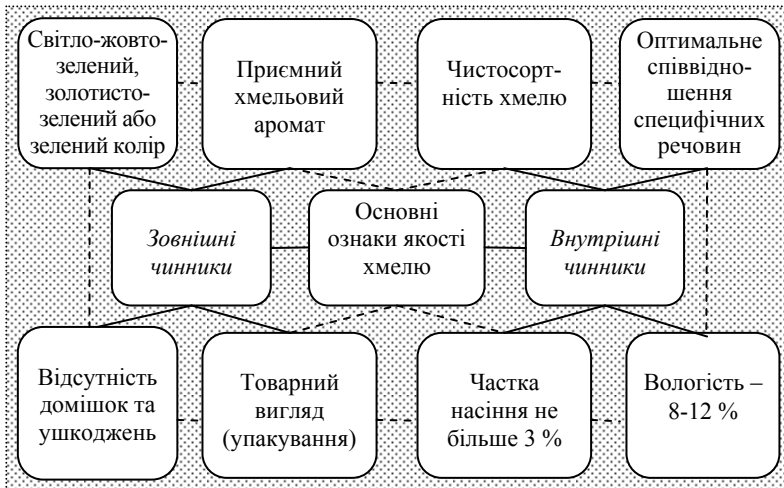 Світло-жовто-
зелений,
золотисто-
зелений або
зелений колір
Приємний
хмельовий
аромат
Чистосорт-
ність хмелю
Оптимальне
співвідно-
шення
специфічних
речовин
Зовнішні
чинники
Основні
ознаки якості
хмелю
Внутрішні
чинники
Відсутність
домішок та
ушкоджень
Товарний
вигляд
(упакування)
Частка
насіння не
більше 3 %
Вологість –
8-12 %